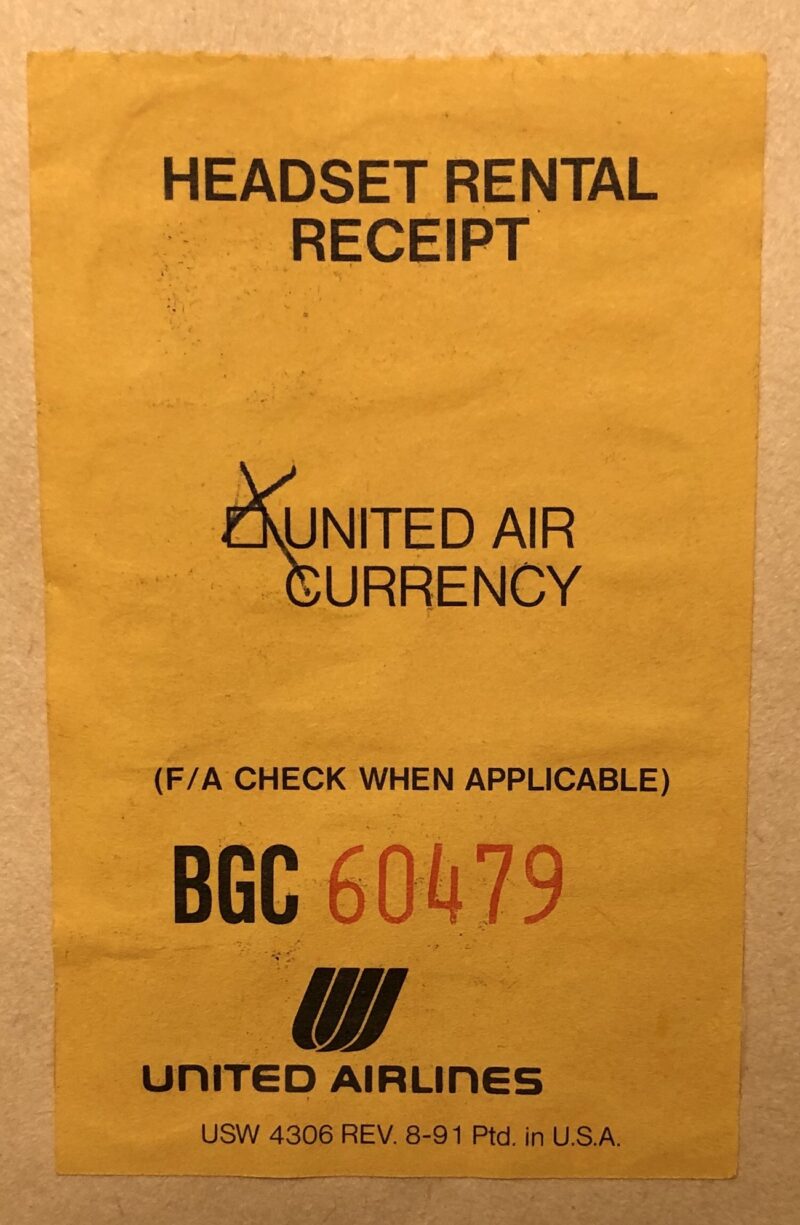 HEADSET RENTAL
RECEIPT
UNITED AIR
CURRENCY
(F/A CHECK WHEN APPLICABLE)
BGC 60479
UNITED AIRLINES
USW 4306 REV. 8-91 Ptd. in U.S.A.